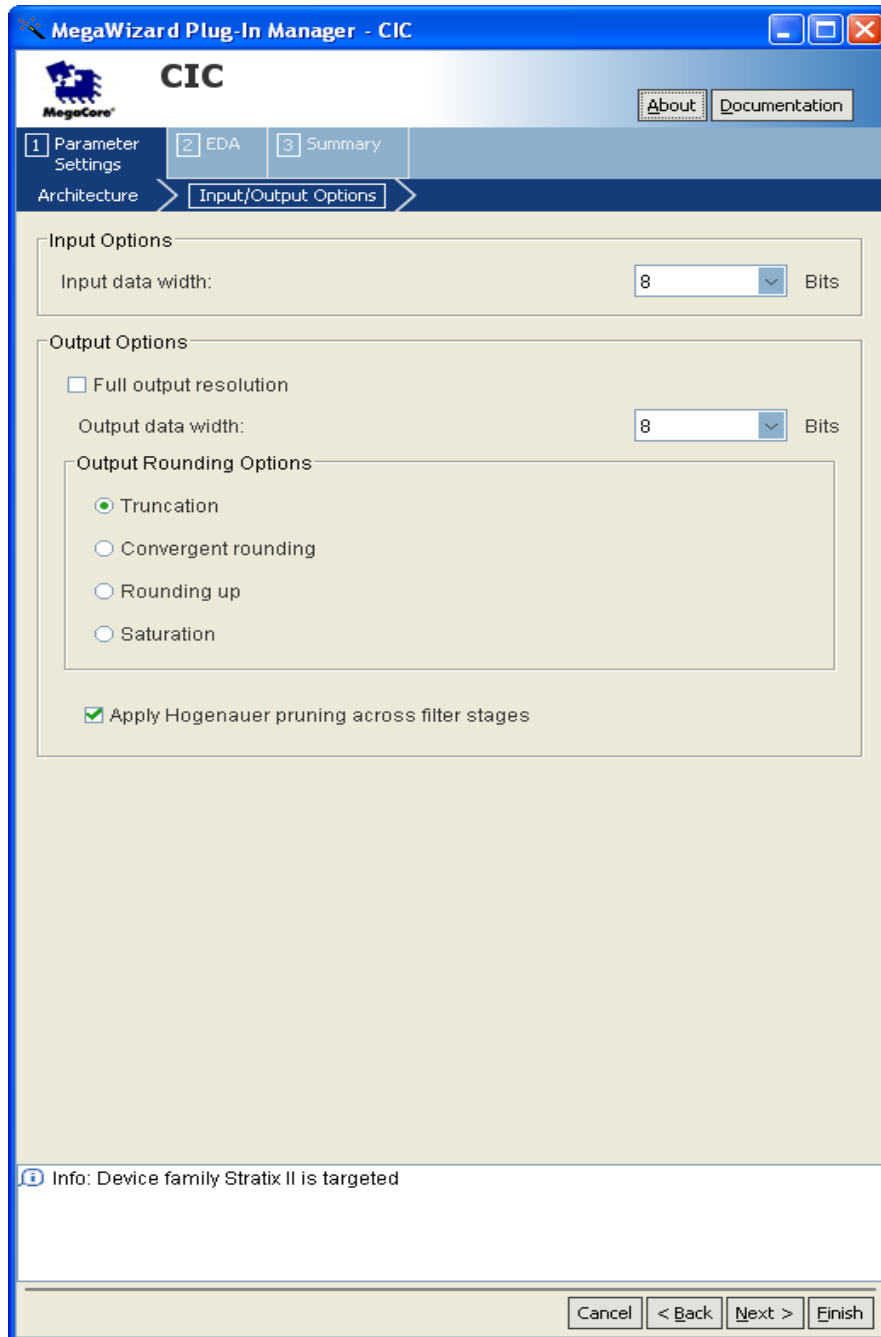 MegaWizard Plug-In Manager - CIC
MegaCore®
CIC
About
Documentation
1 Parameter Settings
2 EDA
3 Summary
Architecture
Input/Output Options
Input Options
Input data width: 8 Bits
Output Options
Full output resolution
Output data width: 8 Bits
Output Rounding Options
Truncation
Convergent rounding
Rounding up
Saturation
Apply Hogenauer pruning across filter stages
Info: Device family Stratix II is targeted
Cancel
< Back
Next >
Finish